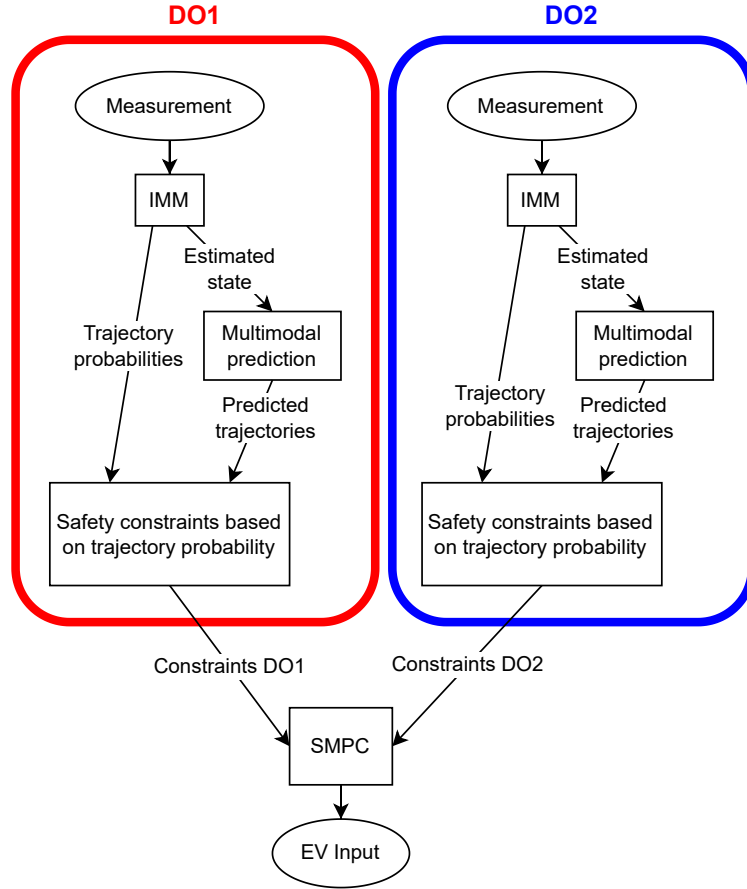 DO1
Measurement
IMM
Estimated
state
Trajectory
probabilities
Multimodal
prediction
Predicted
trajectories
Safety constraints based
on trajectory probability
DO2
Measurement
IMM
Estimated
state
Multimodal
prediction
Trajectory
probabilities
Predicted
trajectories
Safety constraints based
on trajectory probability
Constraints DO1
Constraints DO2
SMPC
EV Input